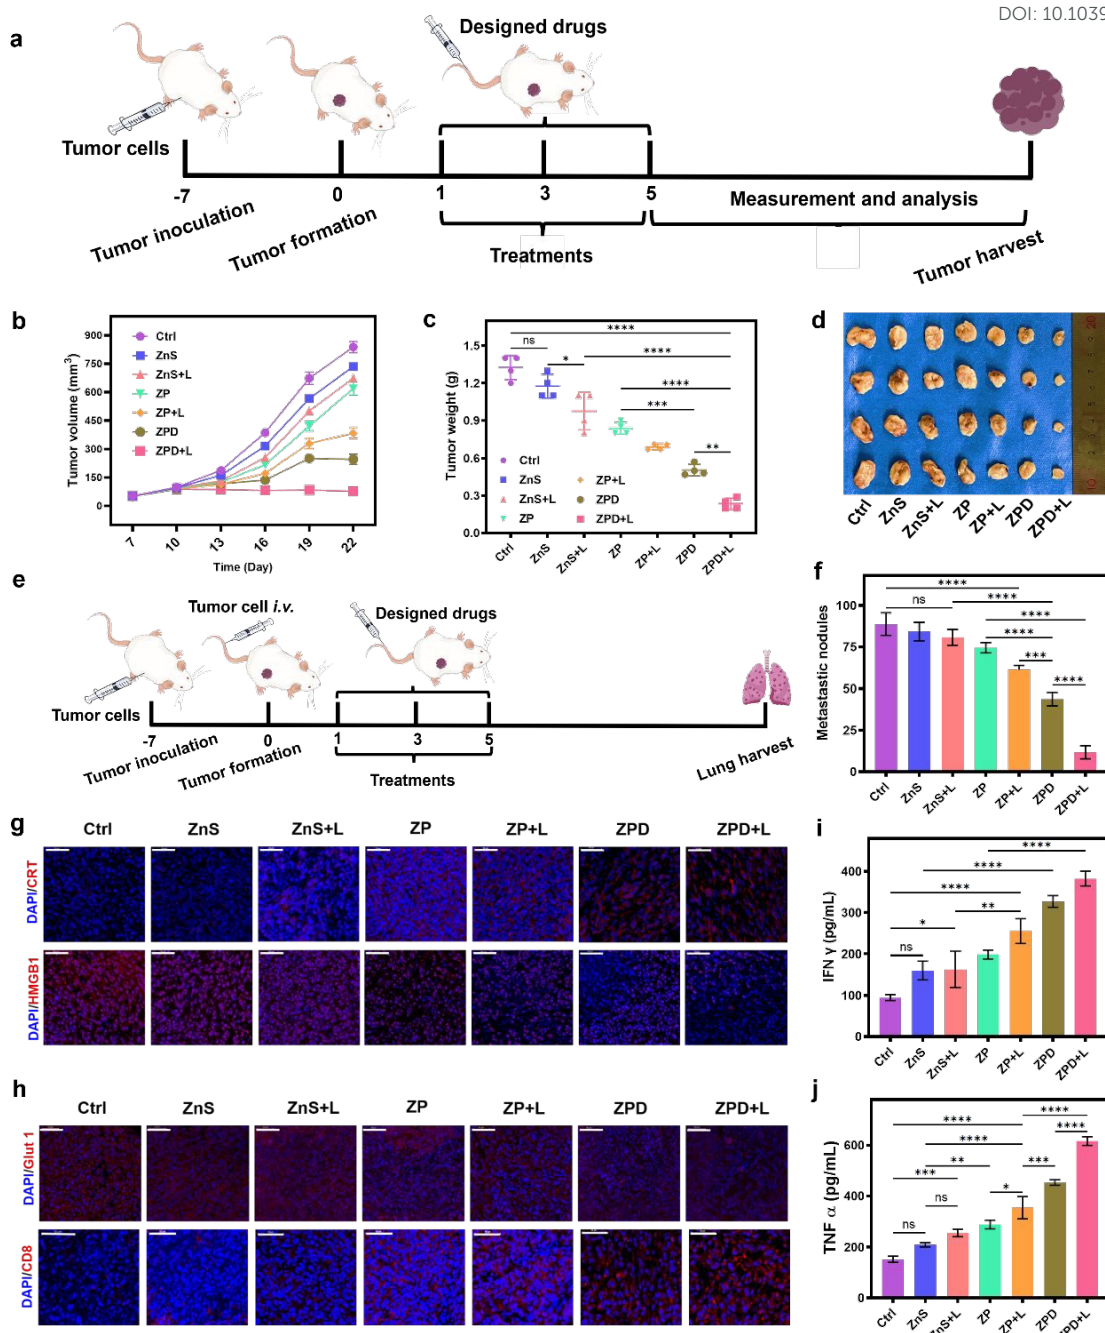 DOI: 10.1039
a
Designed drugs
Tumor cells
-7
0
1
3
5
Measurement and analysis
Tumor inoculation
Tumor formation
Treatments
Tumor harvest
b
Tumor volume (mm3)
900
750
600
450
300
150
0
Ctrl
ZnS
ZnS+L
ZP
ZP+L
ZPD
ZPD+L
7
10
13
16
19
22
Time (Day)
c
Tumor weight (g)
1.5
1.2
0.9
0.6
0.3
0.0
****
ns
****
*
****
***
**
Ctrl
ZnS
ZnS+L
ZP
ZP+L
ZPD
ZPD+L
Ctrl
ZnS
ZnS+L
ZP
ZP+L
ZPD
ZPD+L
d
Ctrl
ZnS
ZnS+L
ZP
ZP+L
ZPD
ZPD+L
e
Tumor cell i.v.
Designed drugs
Tumor cells
-7
0
1
3
5
Tumor inoculation
Tumor formation
Treatments
Lung harvest
f
Metastastic nodules
100
75
50
25
0
****
ns
****
****
****
***
****
Ctrl
ZnS
ZnS+L
ZP
ZP+L
ZPD
ZPD+L
g
Ctrl
ZnS
ZnS+L
ZP
ZP+L
ZPD
ZPD+L
DAPI/CRT
DAPI/HMGB1
h
Ctrl
ZnS
ZnS+L
ZP
ZP+L
ZPD
ZPD+L
DAPI/Glut 1
DAPI/CD8
i
IFN γ (pg/mL)
400
300
200
100
0
****
****
****
**
*
ns
Ctrl
ZnS
ZnS+L
ZP
ZP+L
ZPD
ZPD+L
j
TNF α (pg/mL)
600
400
200
0
****
****
****
****
**
***
***
*
ns
ns
Ctrl
ZnS
ZnS+L
ZP
ZP+L
ZPD
ZPD+L